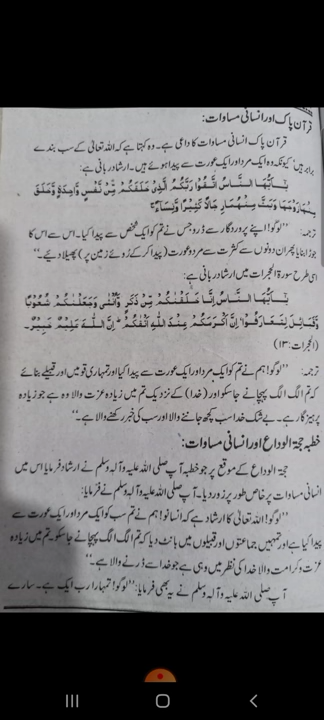 قرآن پاک اور انسانی مساوات:
قرآن پاک انسانی مساوات کا داعی ہے۔ وہ کہتا ہے کہ اللہ تعالیٰ کے سب بندے
برابر ہیں کیونکہ وہ ایک مرد اور ایک عورت سے پیدا ہوئے ہیں۔ ارشاد ربانی ہے:
يٰۤاَيُّهَا النَّاسُ اتَّقُوْا رَبَّكُمُ الَّذِىْ خَلَقَكُمْ مِّنْ نَّفْسٍ وَّاحِدَةٍ وَّخَلَقَ
مِنْهَا زَوْجَهَا وَبَثَّ مِنْهُمَا رِجَالًا كَثِيْرًا وَّنِسَآءً
ترجمہ: ’’لوگو! اپنے پروردگار سے ڈرو جس نے تم کو ایک شخص سے پیدا کیا۔ اس سے اس کا
جوڑا بنایا پھر ان دونوں سے کثرت سے مرد و عورت (پیدا کر کے روئے زمین پر) پھیلا دیئے۔‘‘
اسی طرح سورۃ الحجرات میں ارشاد ربانی ہے:
يٰۤاَيُّهَا النَّاسُ اِنَّا خَلَقْنٰكُمْ مِّنْ ذَكَرٍ وَّاُنْثٰى وَجَعَلْنٰكُمْ شُعُوْبًا
وَّقَبَآئِلَ لِتَعَارَفُوْا اِنَّ اَكْرَمَكُمْ عِنْدَ اللّٰهِ اَتْقٰكُمْ اِنَّ اللّٰهَ عَلِيْمٌ خَبِيْرٌ۔
(الحجرات: ۱۳)
ترجمہ: ’’لوگو! ہم نے تم کو ایک مرد اور ایک عورت سے پیدا کیا اور تمہاری قومیں اور قبیلے بنائے
کہ تم الگ الگ پہچانے جا سکو اور (خدا) کے نزدیک تم میں زیادہ عزت والا وہ ہے جو زیادہ
پرہیزگار ہے۔ بے شک خدا سب کچھ جاننے والا اور سب کی خبر رکھنے والا ہے۔‘‘
خطبہ حجۃ الوداع اور انسانی مساوات:
حجۃ الوداع کے موقع پر جو خطبہ آپ صلی اللہ علیہ وآلہ وسلم نے ارشاد فرمایا اس میں
انسانی مساوات پر خاص طور پر زور دیا۔ آپ صلی اللہ علیہ وآلہ وسلم نے فرمایا:
’’لوگو! اللہ تعالیٰ کا ارشاد ہے کہ انسانو! ہم نے تم سب کو ایک مرد اور ایک عورت سے
پیدا کیا ہے اور تمہیں جماعتوں اور قبیلوں میں بانٹ دیا کہ تم الگ الگ پہچانے جا سکو۔ تم میں زیادہ
عزت و کرامت والا خدا کی نظر میں وہی ہے جو خدا سے ڈرنے والا ہے۔‘‘
آپ صلی اللہ علیہ وآلہ وسلم نے یہ بھی فرمایا: ’’لوگو! تمہارا رب ایک ہے۔ سارے